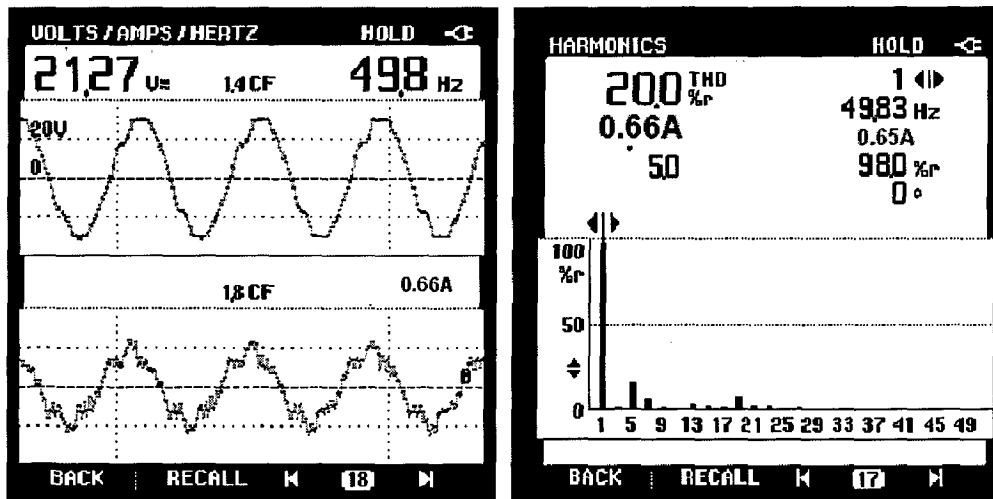 VOLTS / AMPS / HERTZ HOLD
21,27 V≂ 1,4 CF 49,8 Hz
20V
0
1,8 CF 0.66A
0
BACK RECALL 18
HARMONICS HOLD
20,0 THD %r 1
49,83 Hz
0.66A 0.65A
5,0 98,0 %r
0 °
100
%r
50
0
1 5 9 13 17 21 25 29 33 37 41 45 49
BACK RECALL 17